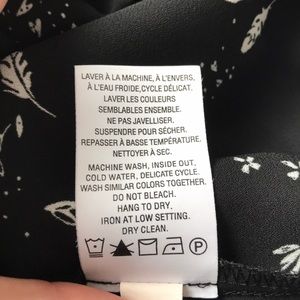 LAVER À LA MACHINE, À L'ENVERS,
À L'EAU FROIDE, CYCLE DÉLICAT.
LAVER LES COULEURS
SEMBLABLES ENSEMBLE.
NE PAS JAVELLISER.
SUSPENDRE POUR SÉCHER.
REPASSER À BASSE TEMPÉRATURE.
NETTOYER À SEC.
MACHINE WASH, INSIDE OUT,
COLD WATER, DELICATE CYCLE.
WASH SIMILAR COLORS TOGETHER.
DO NOT BLEACH.
HANG TO DRY.
IRON AT LOW SETTING.
DRY CLEAN.
P